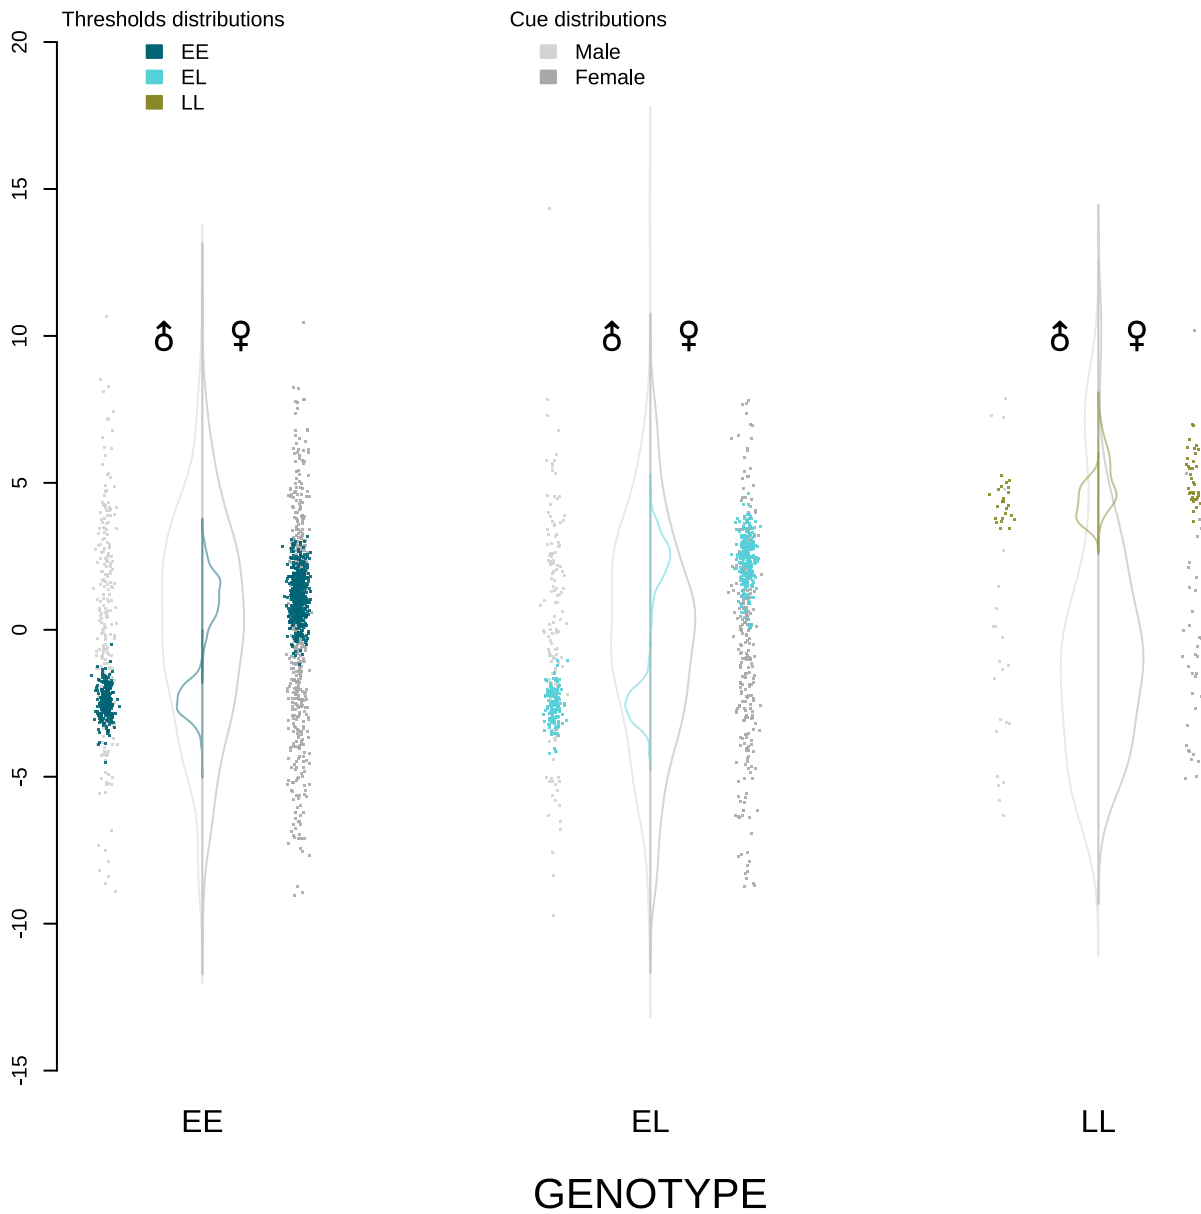 Thresholds distributions
EE
EL
LL
Cue distributions
Male
Female
20
15
10
5
0
-5
-10
-15
♂ ♀ ♂ ♀ ♂ ♀
EE EL LL
GENOTYPE